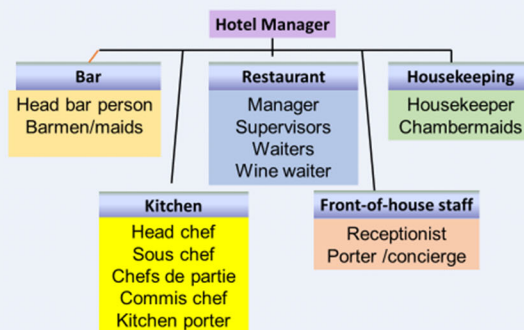 Hotel Manager
Bar
Head bar person
Barmen/maids
Restaurant
Manager
Supervisors
Waiters
Wine waiter
Housekeeping
Housekeeper
Chambermaids
Kitchen
Head chef
Sous chef
Chefs de partie
Commis chef
Kitchen porter
Front-of-house staff
Receptionist
Porter /concierge